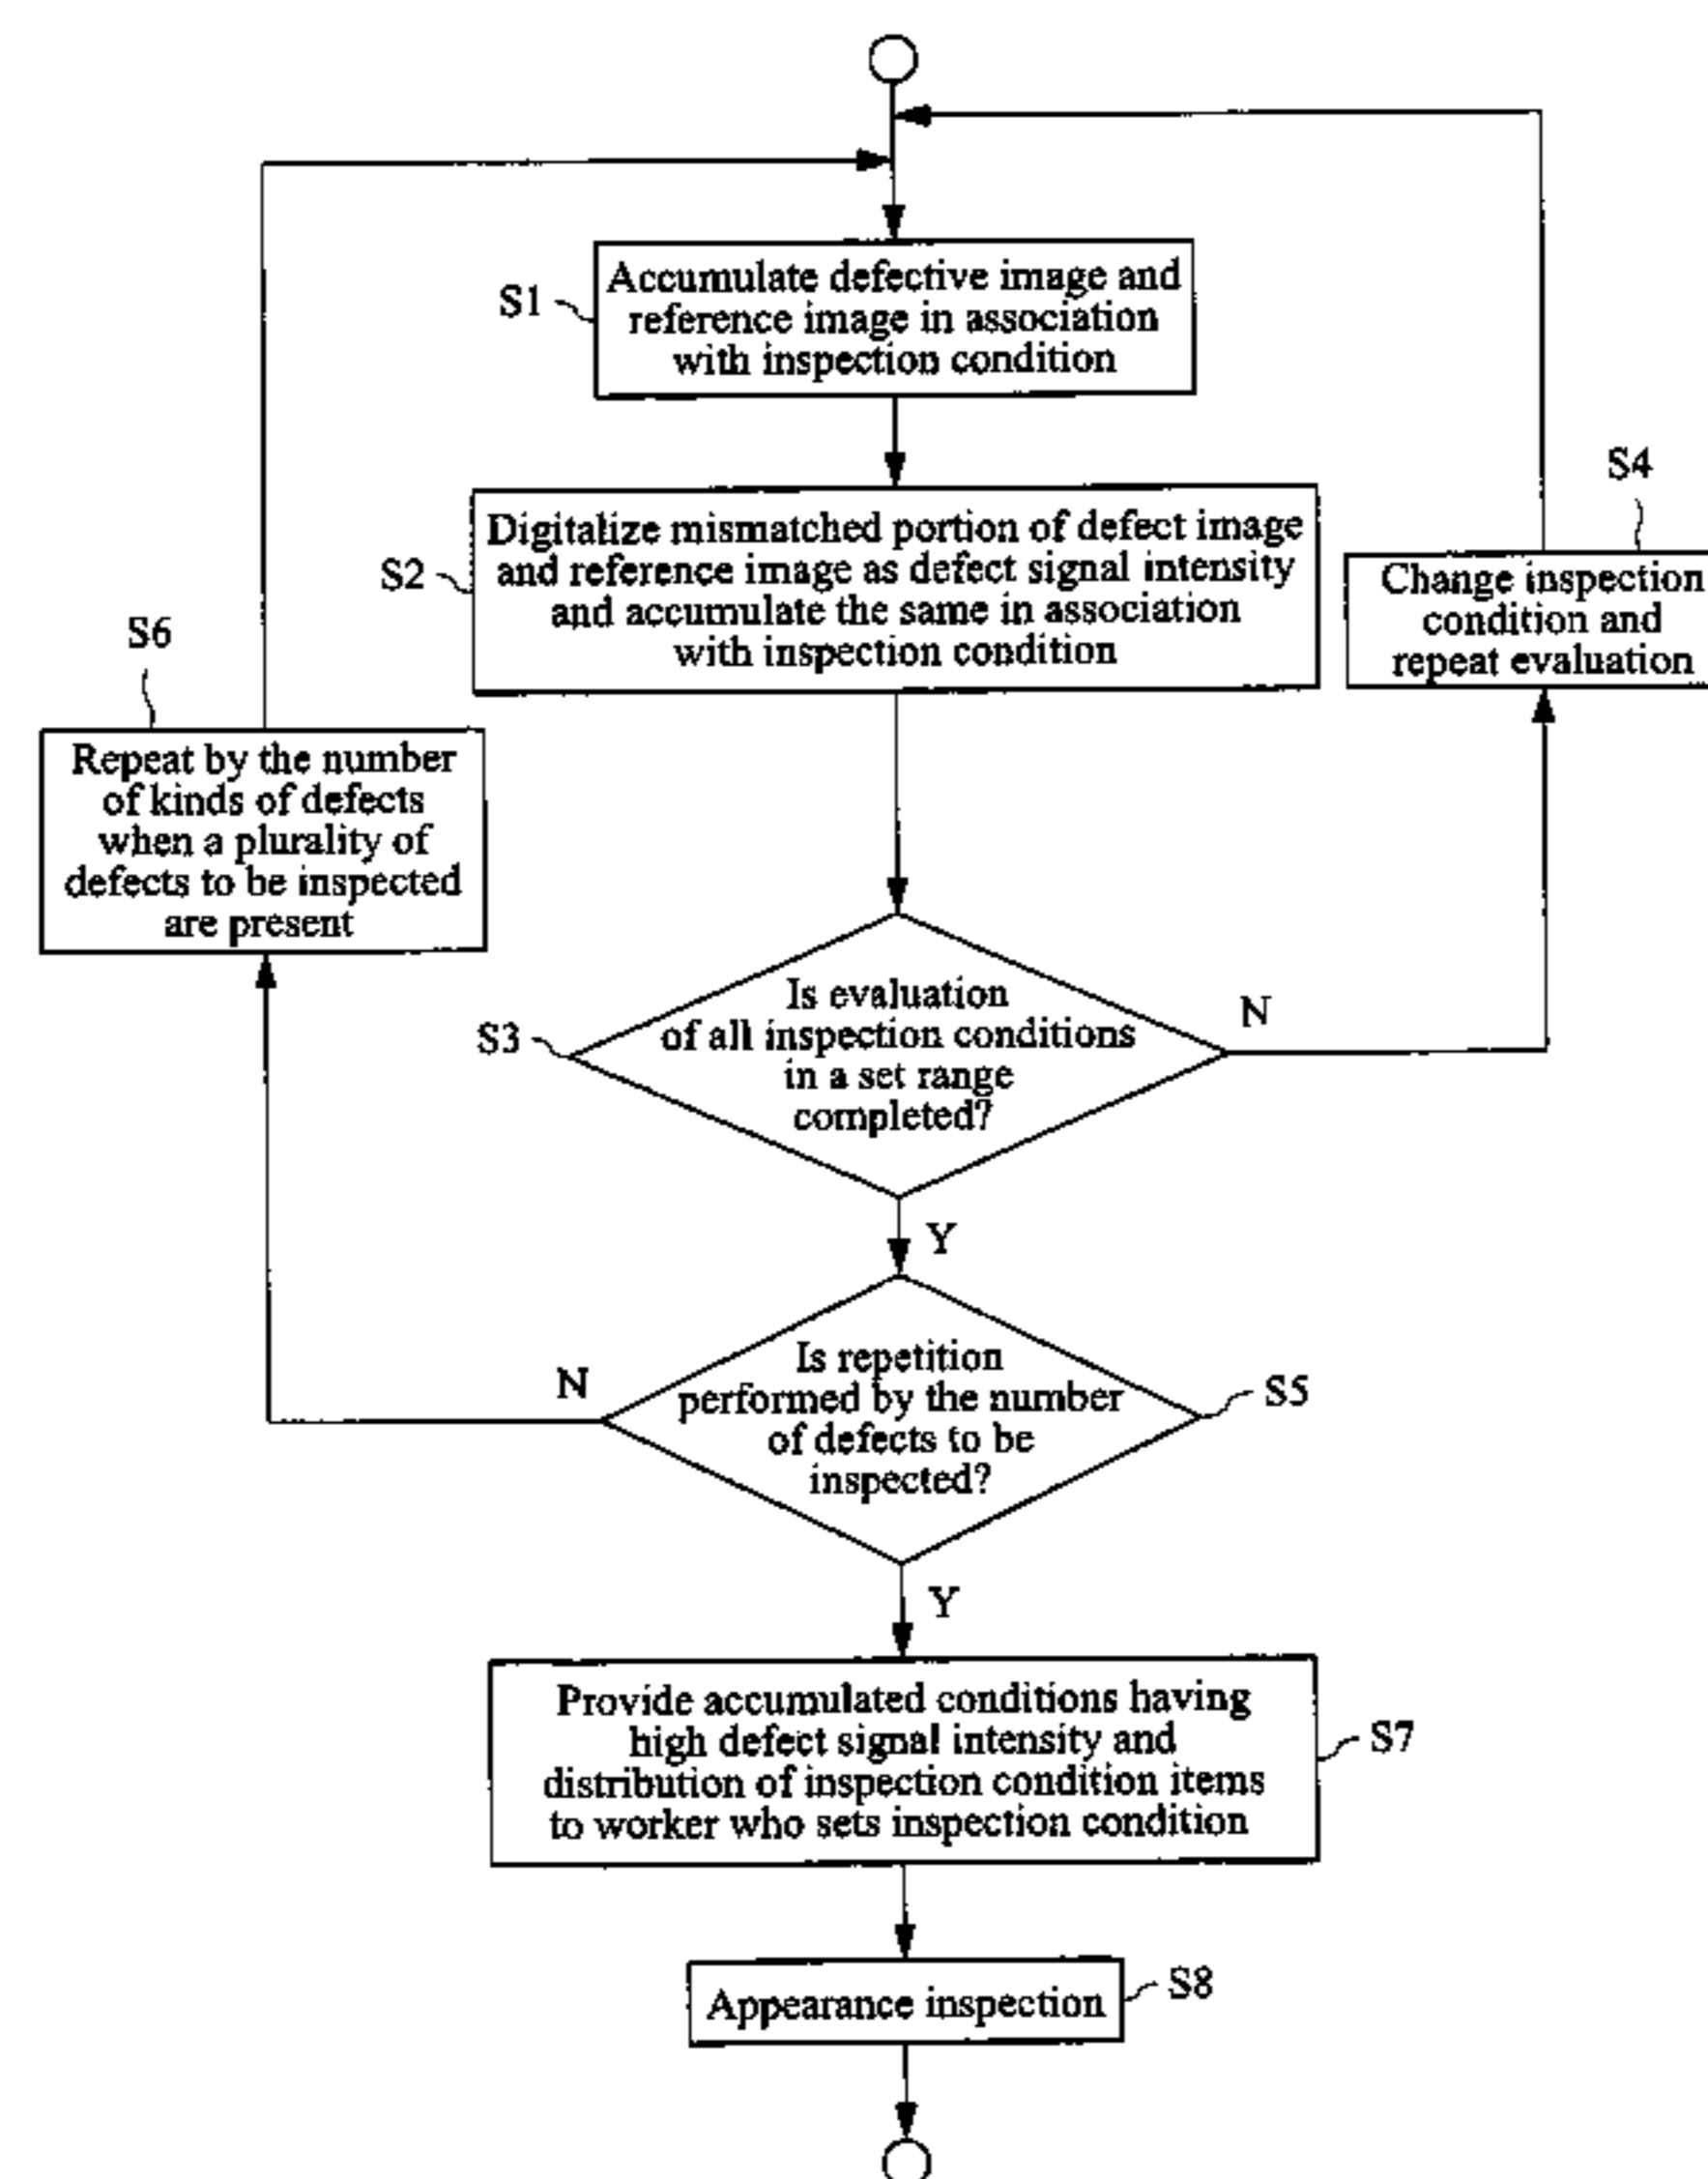 S1
Accumulate defective image and
reference image in association
with inspection condition
S2
Digitalize mismatched portion of defect image
and reference image as defect signal intensity
and accumulate the same in association
with inspection condition
S4
Change inspection
condition and
repeat evaluation
S6
Repeat by the number
of kinds of defects
when a plurality of
defects to be inspected
are present
S3
Is evaluation
of all inspection conditions
in a set range
completed?
N
Y
Is repetition
performed by the number
of defects to be
inspected?
S5
N
Y
Provide accumulated conditions having
high defect signal intensity and
distribution of inspection condition items
to worker who sets inspection condition
S7
Appearance inspection
S8